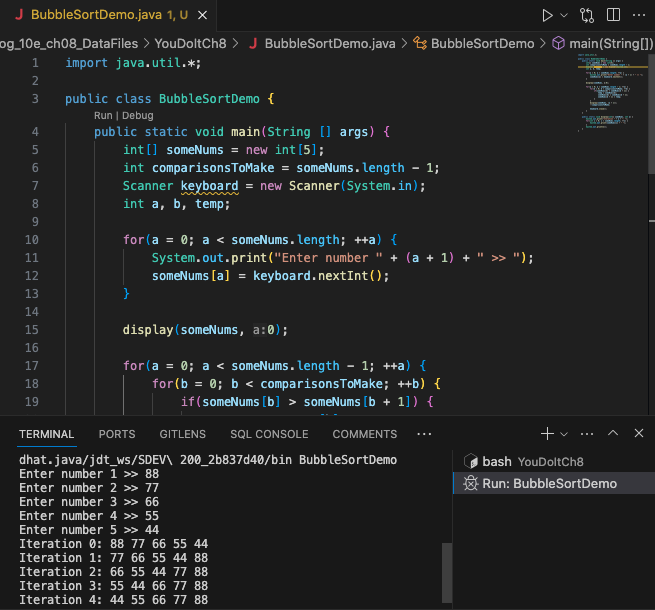 J BubbleSortDemo.java 1, U
og_10e_ch08_DataFiles > YouDoItCh8 > J BubbleSortDemo.java > BubbleSortDemo > main(String[])
1 import java.util.*;
2
3 public class BubbleSortDemo {
Run | Debug
4 public static void main(String [] args) {
5 int[] someNums = new int[5];
6 int comparisonsToMake = someNums.length - 1;
7 Scanner keyboard = new Scanner(System.in);
8 int a, b, temp;
9
10 for(a = 0; a < someNums.length; ++a) {
11 System.out.print("Enter number " + (a + 1) + " >> ");
12 someNums[a] = keyboard.nextInt();
13 }
14
15 display(someNums, a:0);
16
17 for(a = 0; a < someNums.length - 1; ++a) {
18 for(b = 0; b < comparisonsToMake; ++b) {
19 if(someNums[b] > someNums[b + 1]) {
TERMINAL PORTS GITLENS SQL CONSOLE COMMENTS ...
bash YouDoItCh8
Run: BubbleSortDemo
dhat.java/jdt_ws/SDEV\ 200_2b837d40/bin BubbleSortDemo
Enter number 1 >> 88
Enter number 2 >> 77
Enter number 3 >> 66
Enter number 4 >> 55
Enter number 5 >> 44
Iteration 0: 88 77 66 55 44
Iteration 1: 77 66 55 44 88
Iteration 2: 66 55 44 77 88
Iteration 3: 55 44 66 77 88
Iteration 4: 44 55 66 77 88